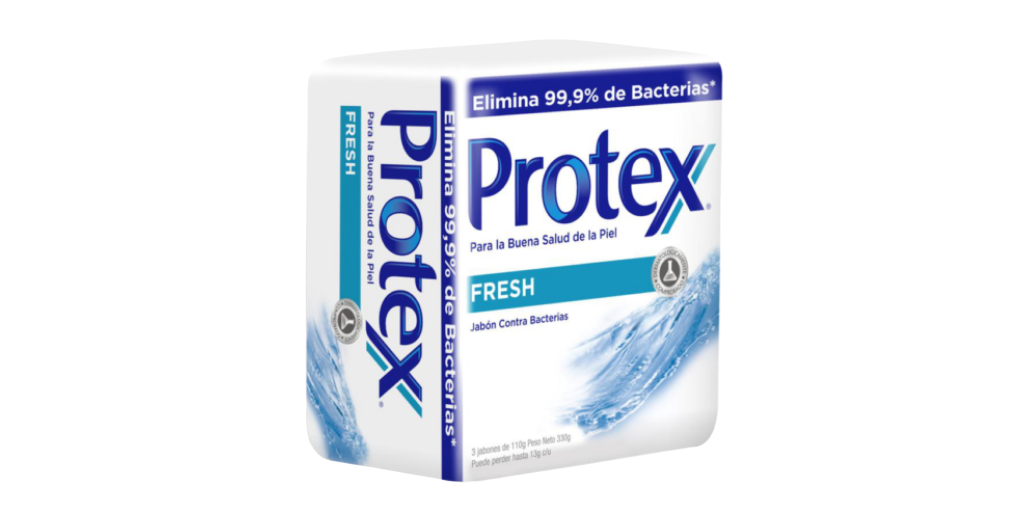 Elimina 99,9% de Bacterias*
Protex®
Para la Buena Salud de la Piel
FRESH
Jabón Contra Bacterias
3 jabones de 110g Peso Neto 330g
Puede perder hasta 13g c/u
Elimina 99,9% de Bacterias*
Protex®
Para la Buena Salud de la Piel
FRESH